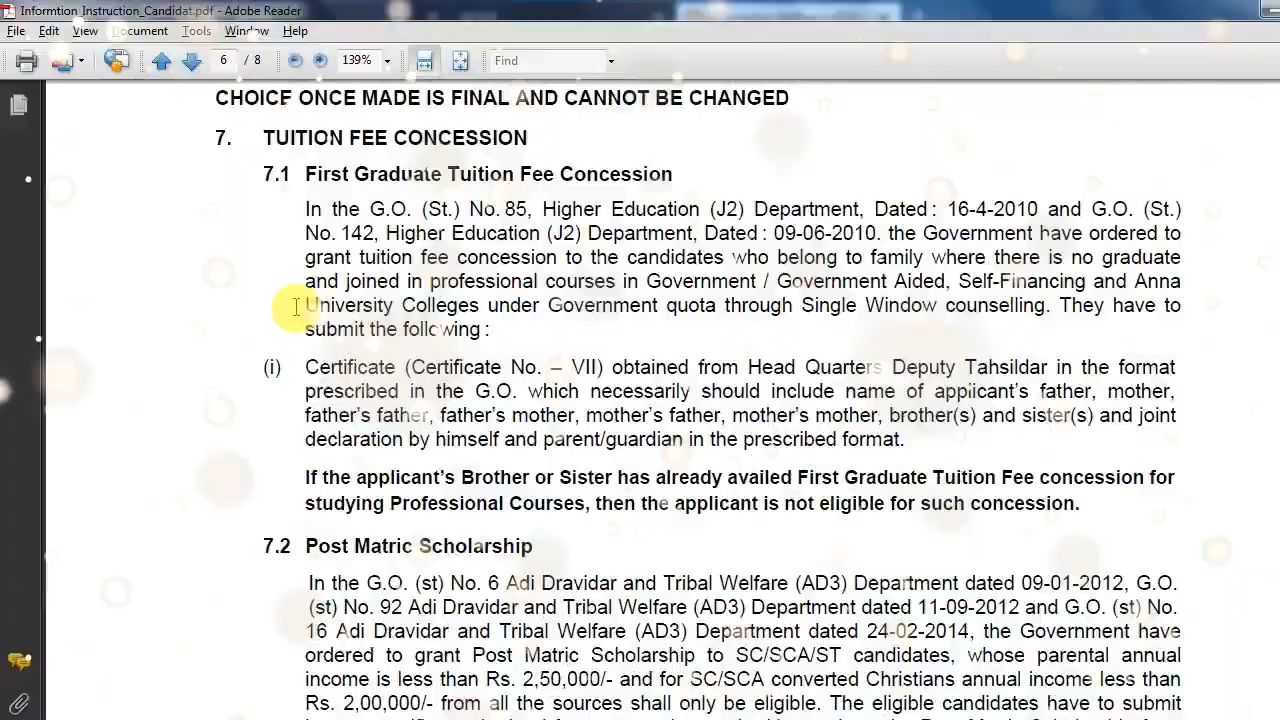 Informtion_Instruction_Candidat.pdf - Adobe Reader
File Edit View Document Tools Window Help
6 / 8 139% Find
CHOICE ONCE MADE IS FINAL AND CANNOT BE CHANGED
7. TUITION FEE CONCESSION
7.1 First Graduate Tuition Fee Concession
In the G.O. (St.) No. 85, Higher Education (J2) Department, Dated : 16-4-2010 and G.O. (St.)
No. 142, Higher Education (J2) Department, Dated : 09-06-2010. the Government have ordered to
grant tuition fee concession to the candidates who belong to family where there is no graduate
and joined in professional courses in Government / Government Aided, Self-Financing and Anna
University Colleges under Government quota through Single Window counselling. They have to
submit the following :
(i) Certificate (Certificate No. – VII) obtained from Head Quarters Deputy Tahsildar in the format
prescribed in the G.O. which necessarily should include name of applicant's father, mother,
father's father, father's mother, mother's father, mother's mother, brother(s) and sister(s) and joint
declaration by himself and parent/guardian in the prescribed format.
If the applicant's Brother or Sister has already availed First Graduate Tuition Fee concession for
studying Professional Courses, then the applicant is not eligible for such concession.
7.2 Post Matric Scholarship
In the G.O. (st) No. 6 Adi Dravidar and Tribal Welfare (AD3) Department dated 09-01-2012, G.O.
(st) No. 92 Adi Dravidar and Tribal Welfare (AD3) Department dated 11-09-2012 and G.O. (st) No.
16 Adi Dravidar and Tribal Welfare (AD3) Department dated 24-02-2014, the Government have
ordered to grant Post Matric Scholarship to SC/SCA/ST candidates, whose parental annual
income is less than Rs. 2,50,000/- and for SC/SCA converted Christians annual income less than
Rs. 2,00,000/- from all the sources shall only be eligible. The eligible candidates have to submit